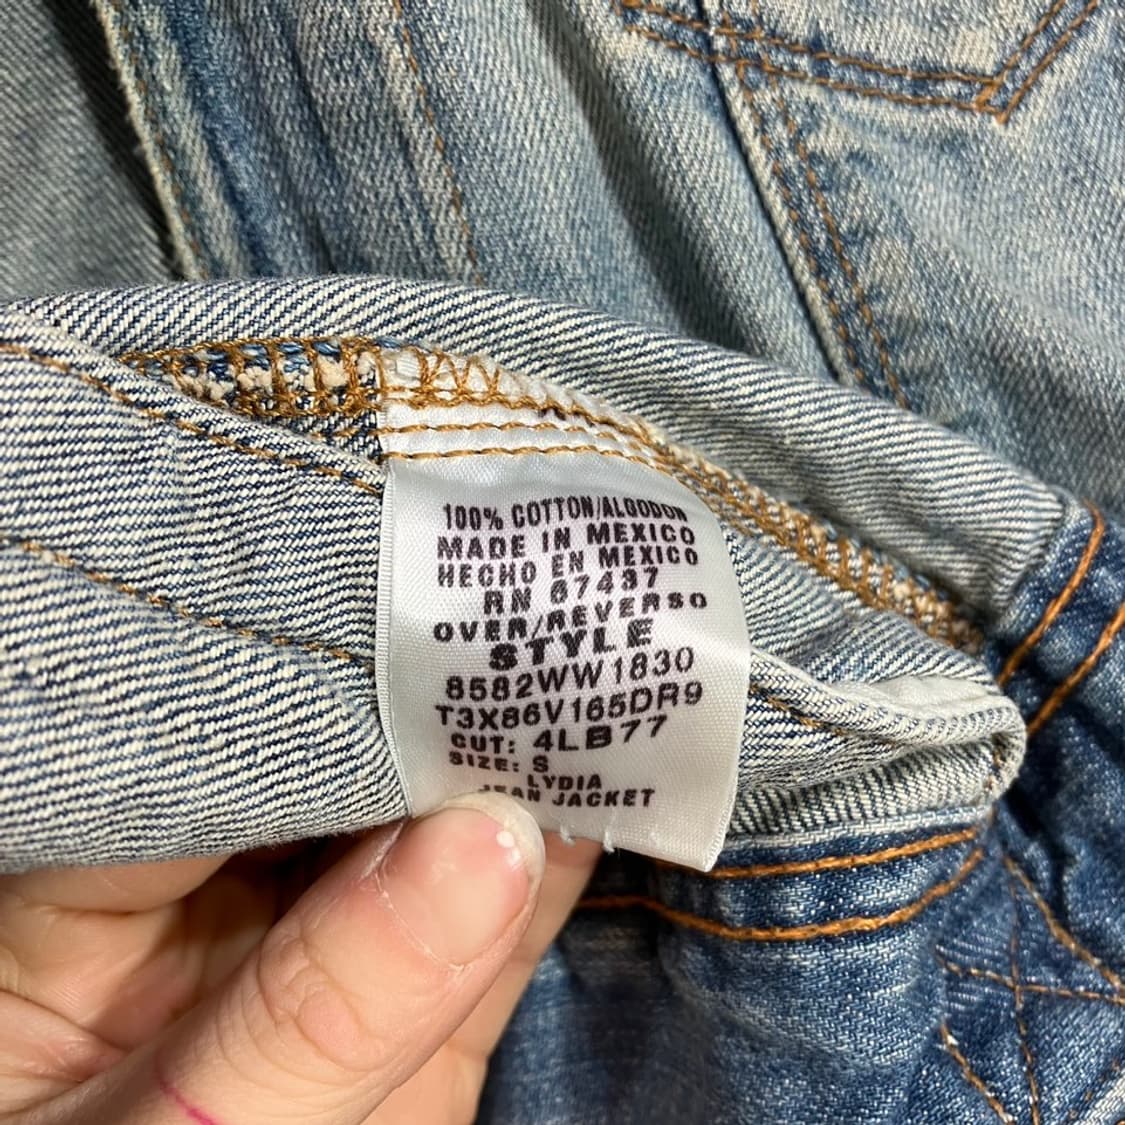 100% COTTON/ALGODON
MADE IN MEXICO
HECHO EN MEXICO
RN 67437
OVER/REVERSO
STYLE
8582WW1830
T3X86V165DR9
CUT: 4LB77
SIZE: S
LYDIA
JEAN JACKET